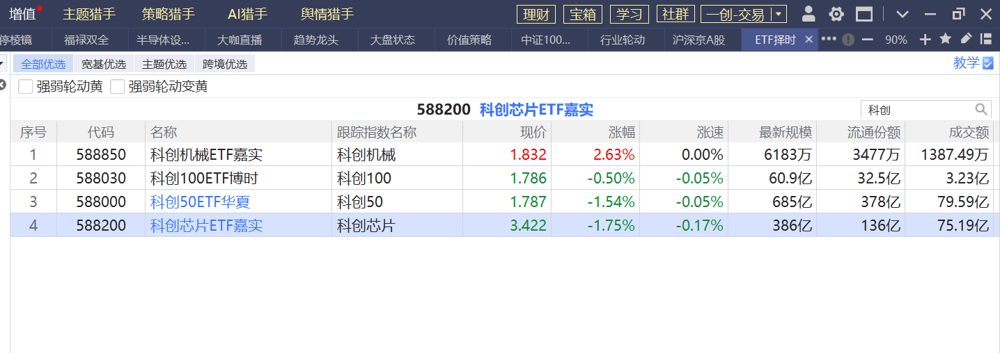 增值 主题猎手 策略猎手 AI猎手 舆情猎手 理财 宝箱 学习 社群 一创-交易
停棱镜 福禄双全 半导体设... 大咖直播 趋势龙头 大盘状态 价值策略 中证100... 行业轮动 沪深京A股 ETF择时 90%
全部优选 宽基优选 主题优选 跨境优选 教学
强弱轮动黄 强弱轮动变黄
588200 科创芯片ETF嘉实 科创
序号 代码 名称 跟踪指数名称 现价 涨幅 涨速 最新规模 流通份额 成交额
1 588850 科创机械ETF嘉实 科创机械 1.832 2.63% 0.00% 6183万 3477万 1387.49万
2 588030 科创100ETF博时 科创100 1.786 -0.50% -0.05% 60.9亿 32.5亿 3.23亿
3 588000 科创50ETF华夏 科创50 1.787 -1.54% -0.05% 685亿 378亿 79.59亿
4 588200 科创芯片ETF嘉实 科创芯片 3.422 -1.75% -0.17% 386亿 136亿 75.19亿